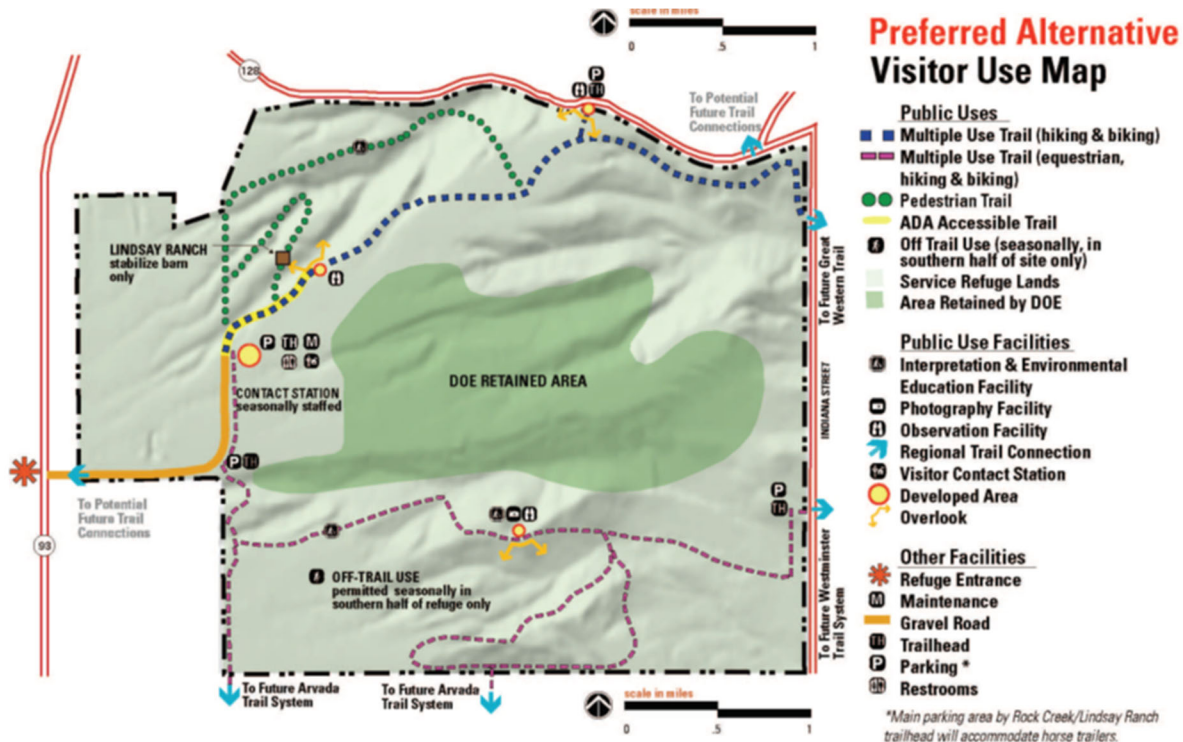 scale in miles
0 .5 1
Preferred Alternative
Visitor Use Map
Public Uses
Multiple Use Trail (hiking & biking)
Multiple Use Trail (equestrian,
hiking & biking)
Pedestrian Trail
ADA Accessible Trail
Off Trail Use (seasonally, in
southern half of site only)
Service Refuge Lands
Area Retained by DOE
Public Use Facilities
Interpretation & Environmental
Education Facility
Photography Facility
Observation Facility
Regional Trail Connection
Visitor Contact Station
Developed Area
Overlook
Other Facilities
Refuge Entrance
M Maintenance
Gravel Road
TH Trailhead
P Parking *
Restrooms
*Main parking area by Rock Creek/Lindsay Ranch
trailhead will accommodate horse trailers.
128
P
TH
To Potential
Future Trail
Connections
LINDSAY RANCH
stabilize barn
only
To Future Great
Western Trail
P TH M
CONTACT STATION
seasonally staffed
DOE RETAINED AREA
INDIANA STREET
P TH
To Potential
Future Trail
Connections
93
P
TH
OFF-TRAIL USE
permitted seasonally in
southern half of refuge only
To Future Westminster
Trail System
To Future Arvada
Trail System
To Future Arvada
Trail System
scale in miles
0 .5 1